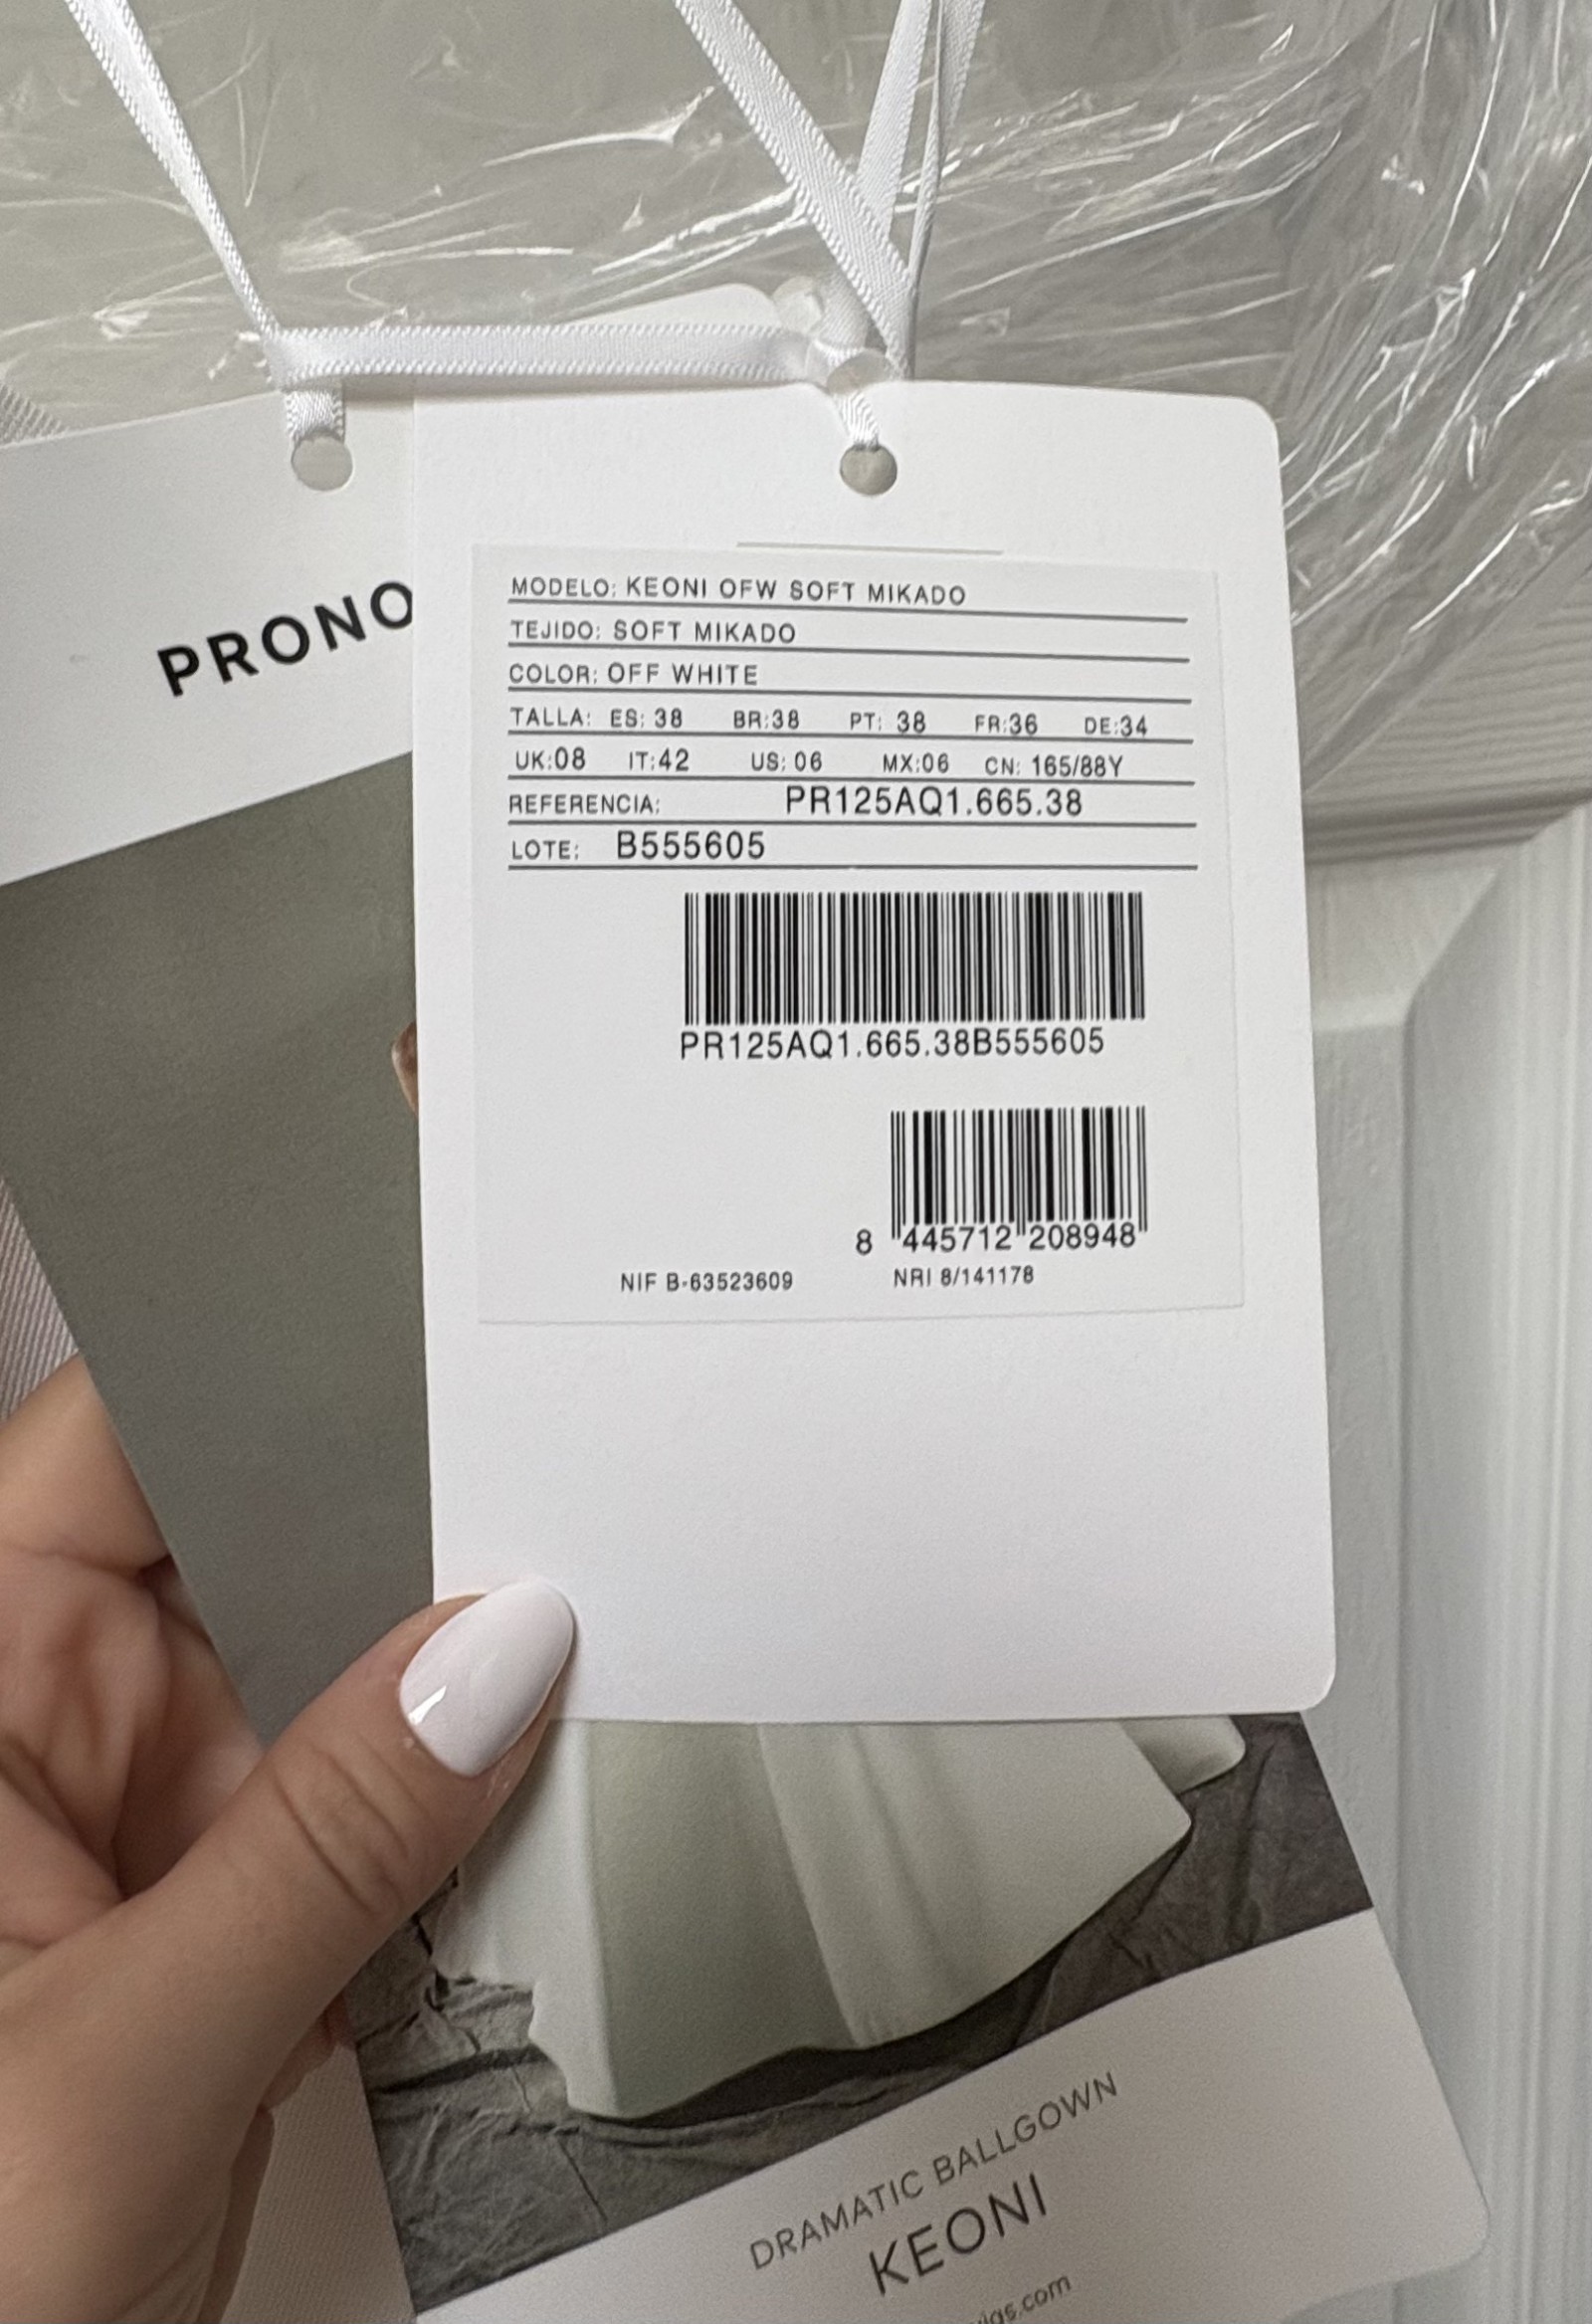 PRONO
MODELO: KEONI OFW SOFT MIKADO
TEJIDO: SOFT MIKADO
COLOR: OFF WHITE
TALLA: ES: 38 BR:38 PT: 38 FR:36 DE:34
UK:08 IT:42 US: 06 MX:06 CN: 165/88Y
REFERENCIA: PR125AQ1.665.38
LOTE: B555605
PR125AQ1.665.38B555605
8 445712 208948
NIF B-63523609 NRI 8/141178
DRAMATIC BALLGOWN
KEONI